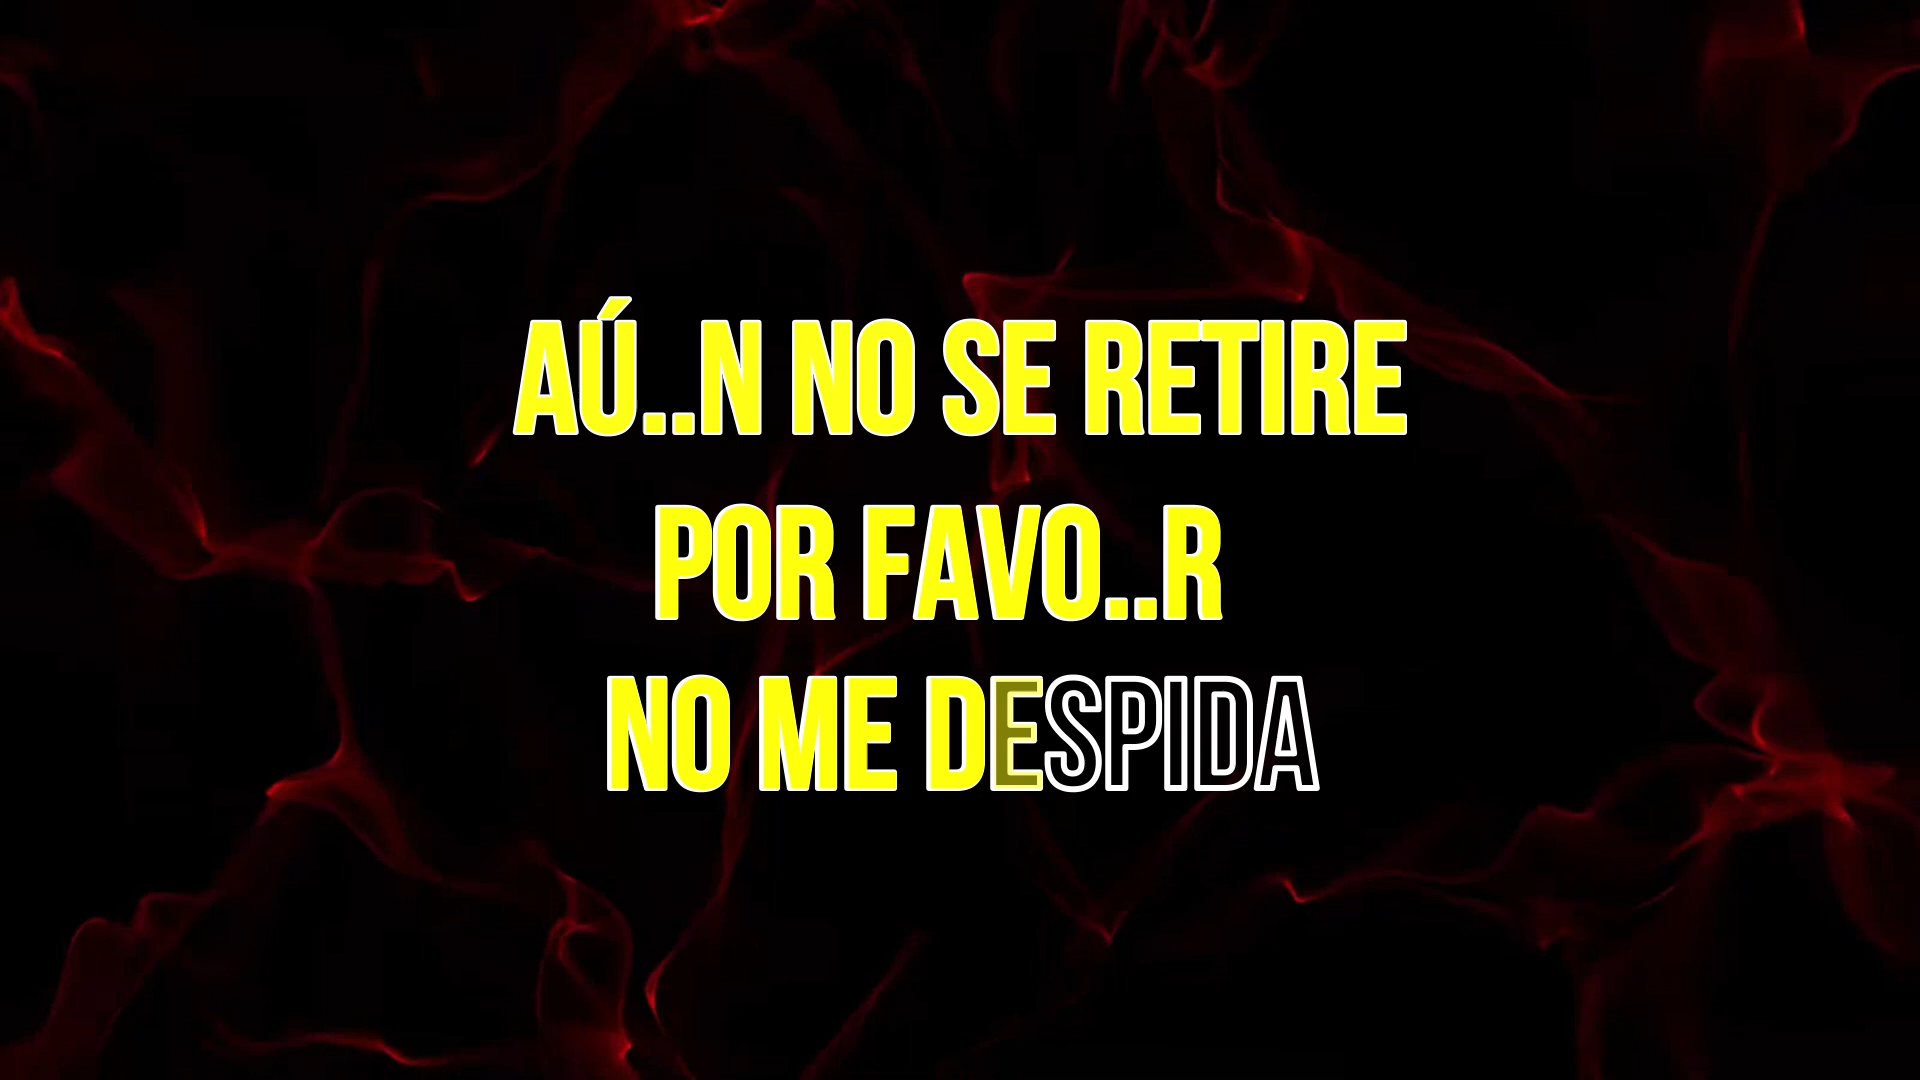 AÚ..N NO SE RETIRE
POR FAVO..R
NO ME DESPIDA